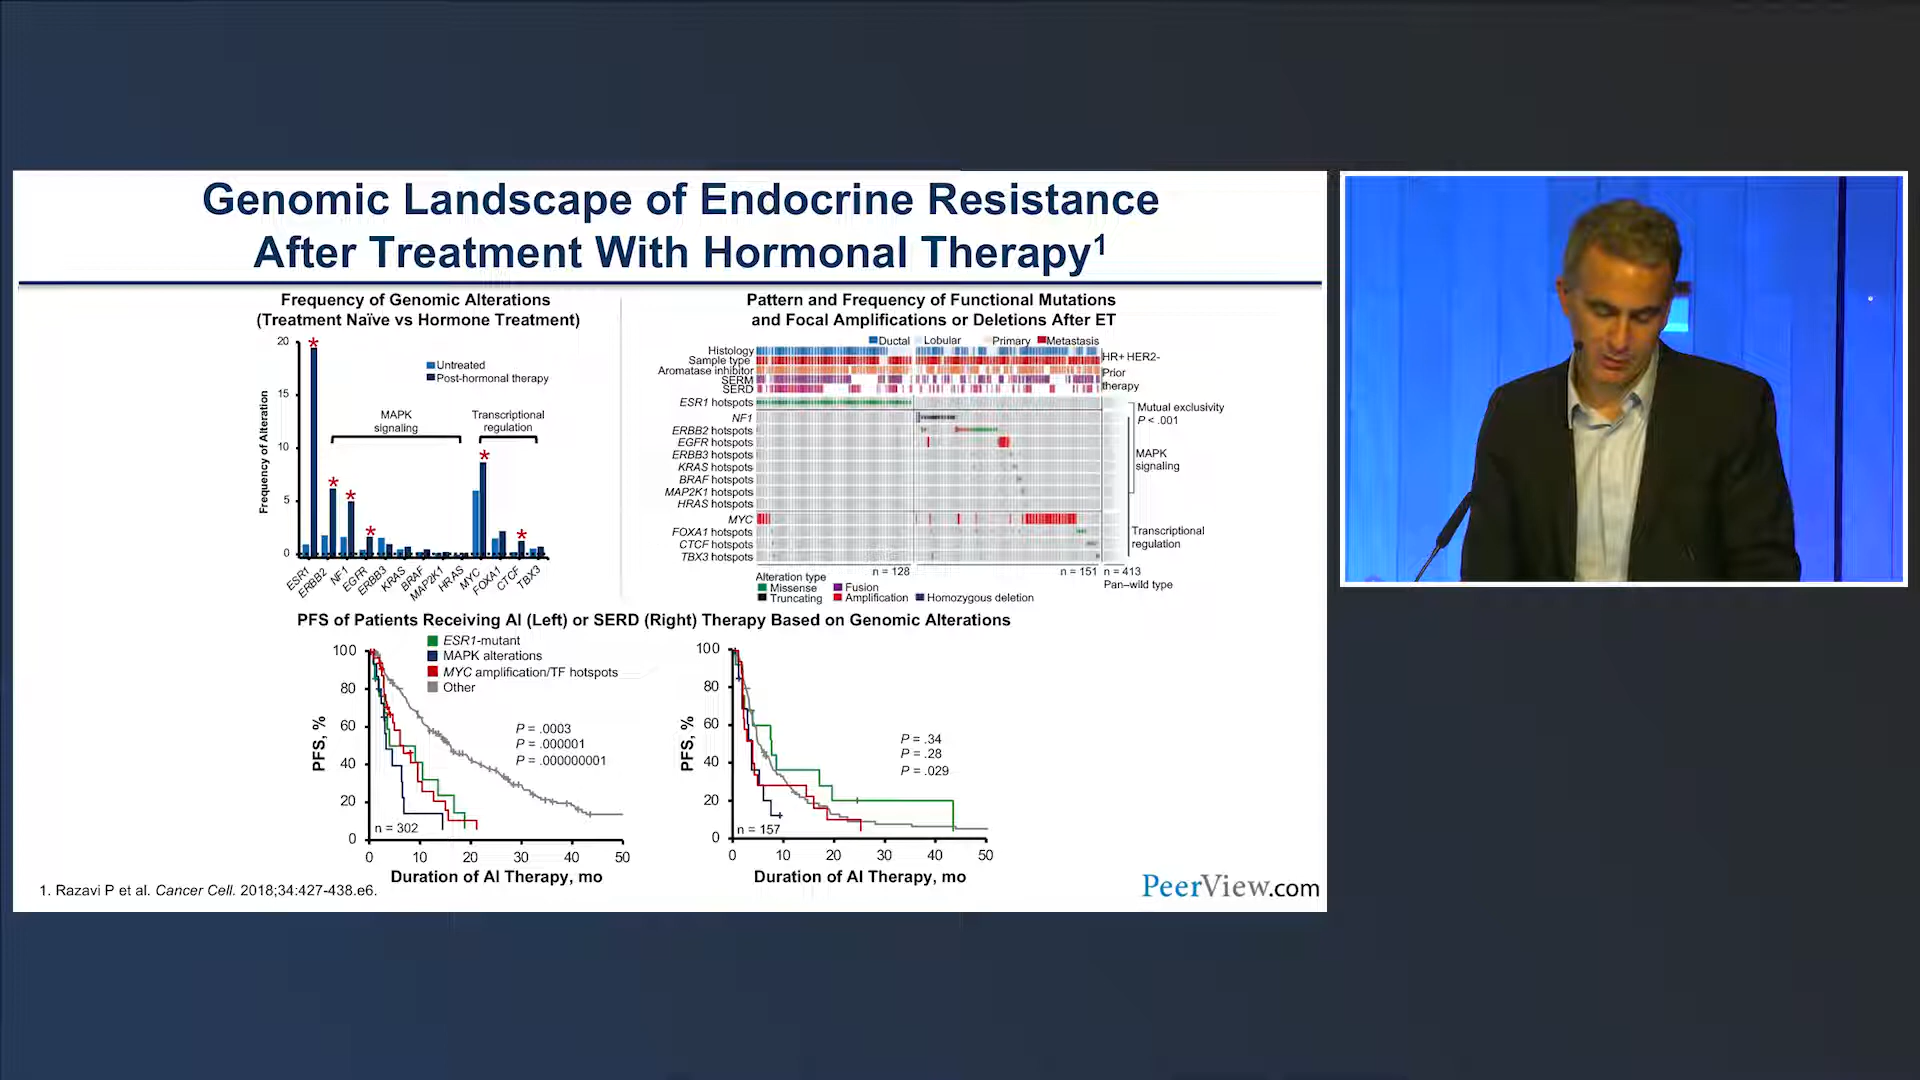 Genomic Landscape of Endocrine Resistance
After Treatment With Hormonal Therapy1
Frequency of Genomic Alterations
(Treatment Naïve vs Hormone Treatment)
20
15
10
5
0
Frequency of Alteration
Untreated
Post-hormonal therapy
MAPK
signaling
Transcriptional
regulation
*
*
*
*
*
*
ESR1
ERBB2
NF1
EGFR
ERBB3
KRAS
BRAF
MAP2K1
HRAS
MYC
FOXA1
CTCF
TBX3
Pattern and Frequency of Functional Mutations
and Focal Amplifications or Deletions After ET
Ductal Lobular Primary Metastasis
Histology
Sample type
Aromatase inhibitor
SERM
SERD
HR+ HER2-
Prior
therapy
ESR1 hotspots
NF1
ERBB2 hotspots
EGFR hotspots
ERBB3 hotspots
KRAS hotspots
BRAF hotspots
MAP2K1 hotspots
HRAS hotspots
MYC
FOXA1 hotspots
CTCF hotspots
TBX3 hotspots
Mutual exclusivity
P < .001
MAPK
signaling
Transcriptional
regulation
n = 128
n = 151
n = 413
Pan–wild type
Alteration type
Missense Fusion
Truncating Amplification Homozygous deletion
PFS of Patients Receiving AI (Left) or SERD (Right) Therapy Based on Genomic Alterations
ESR1-mutant
MAPK alterations
MYC amplification/TF hotspots
Other
PFS, %
100
80
60
40
20
0
P = .0003
P = .000001
P = .000000001
n = 302
0 10 20 30 40 50
Duration of AI Therapy, mo
PFS, %
100
80
60
40
20
0
P = .34
P = .28
P = .029
n = 157
0 10 20 30 40 50
Duration of AI Therapy, mo
1. Razavi P et al. Cancer Cell. 2018;34:427-438.e6.
PeerView.com